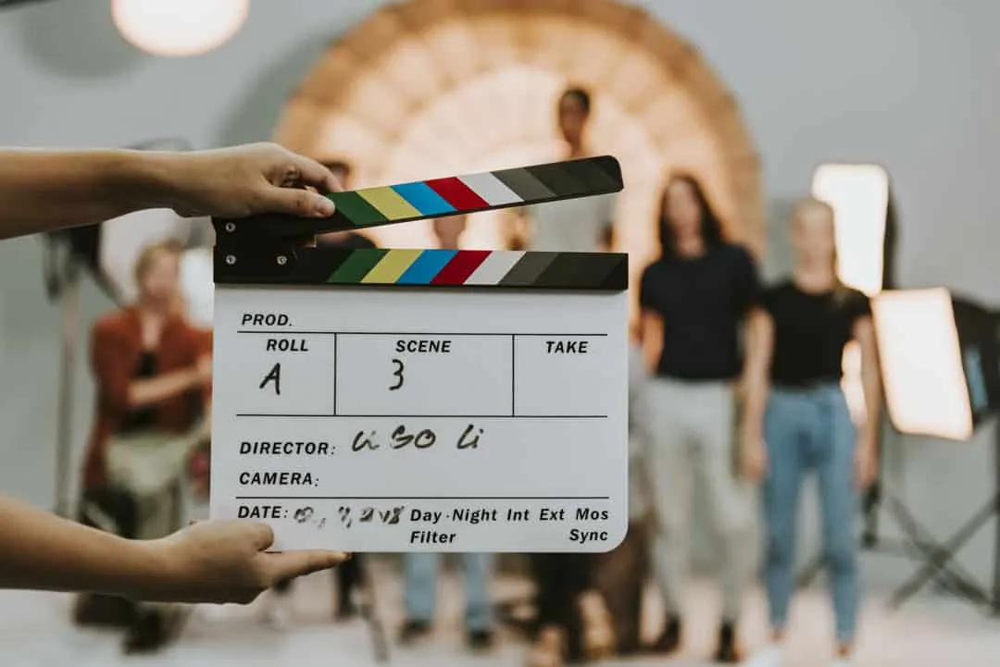 PROD.
ROLL SCENE TAKE
A 3
DIRECTOR:
CAMERA:
DATE: Day-Night Int Ext Mos
Filter Sync